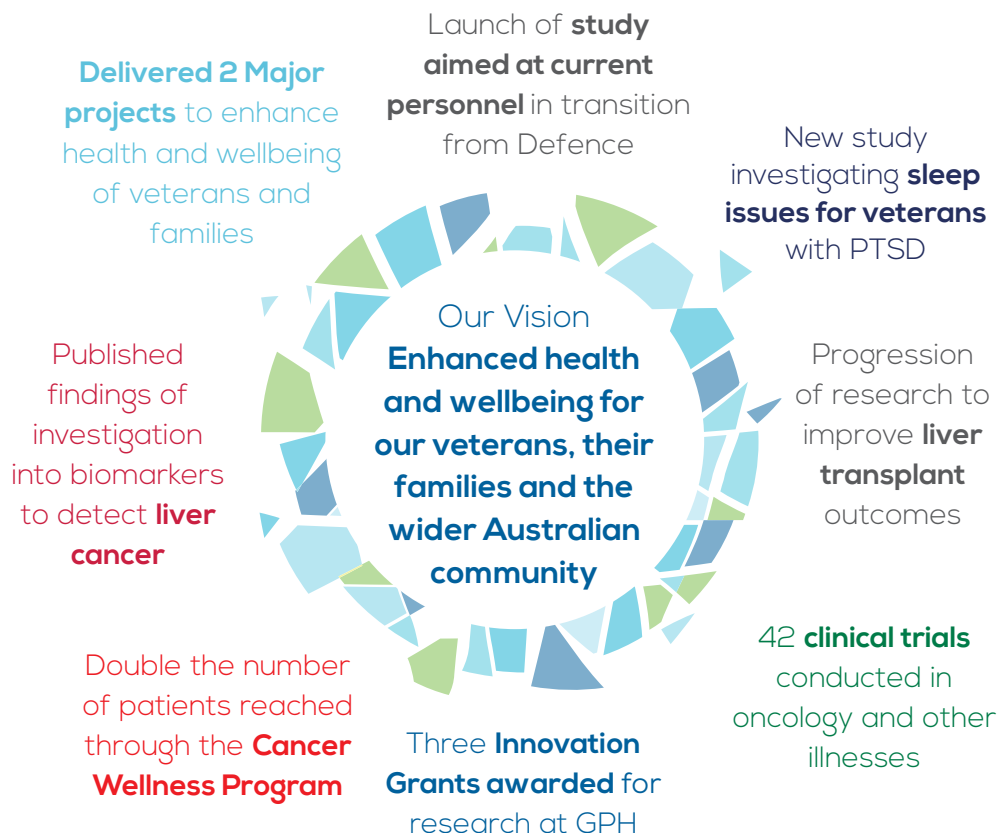 Launch of study
aimed at current
personnel in transition
from Defence
Delivered 2 Major
projects to enhance
health and wellbeing
of veterans and
families
New study
investigating sleep
issues for veterans
with PTSD
Our Vision
Enhanced health
and wellbeing for
our veterans, their
families and the
wider Australian
community
Published
findings of
investigation
into biomarkers
to detect liver
cancer
Progression
of research to
improve liver
transplant
outcomes
Double the number
of patients reached
through the Cancer
Wellness Program
Three Innovation
Grants awarded for
research at GPH
42 clinical trials
conducted in
oncology and other
illnesses